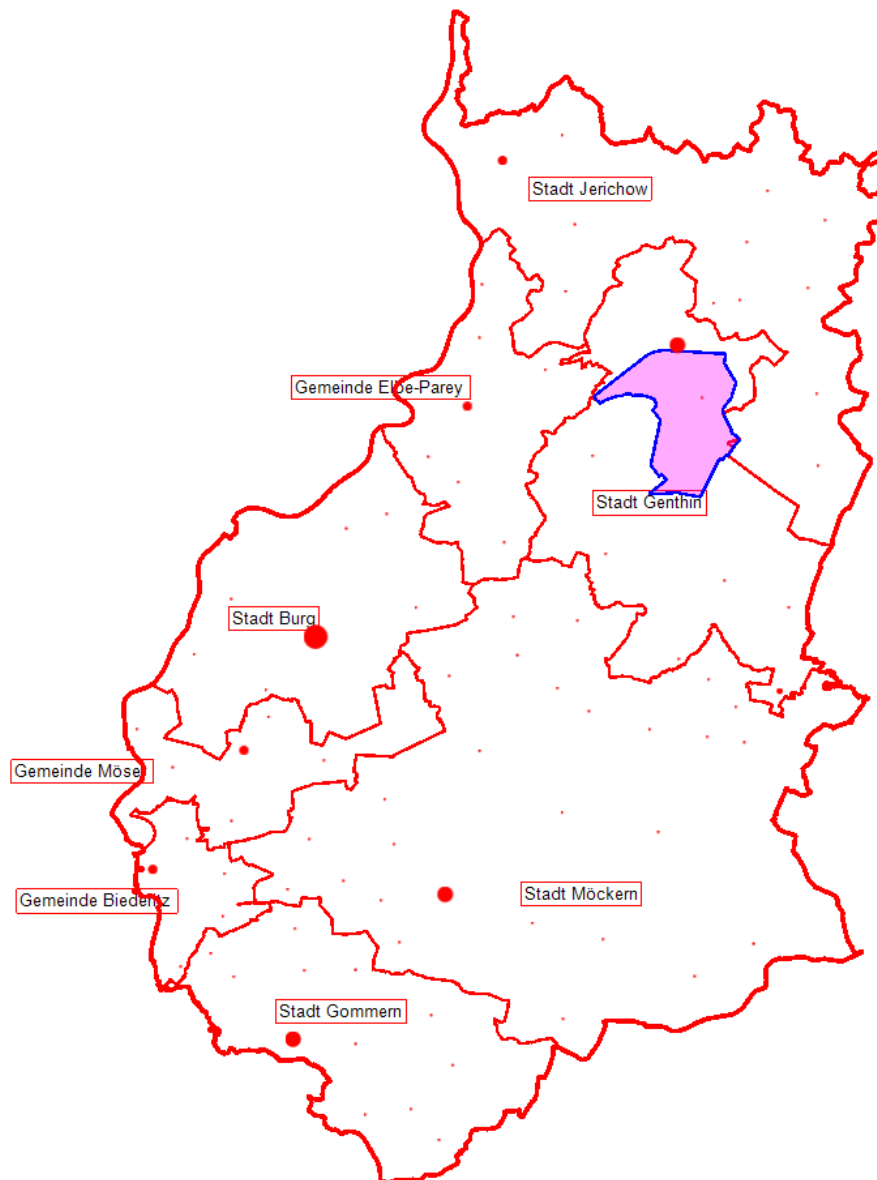 Stadt Jerichow
Gemeinde Elbe-Parey
Stadt Genthin
Stadt Burg
Gemeinde Möser
Gemeinde Biederitz
Stadt Möckern
Stadt Gommern